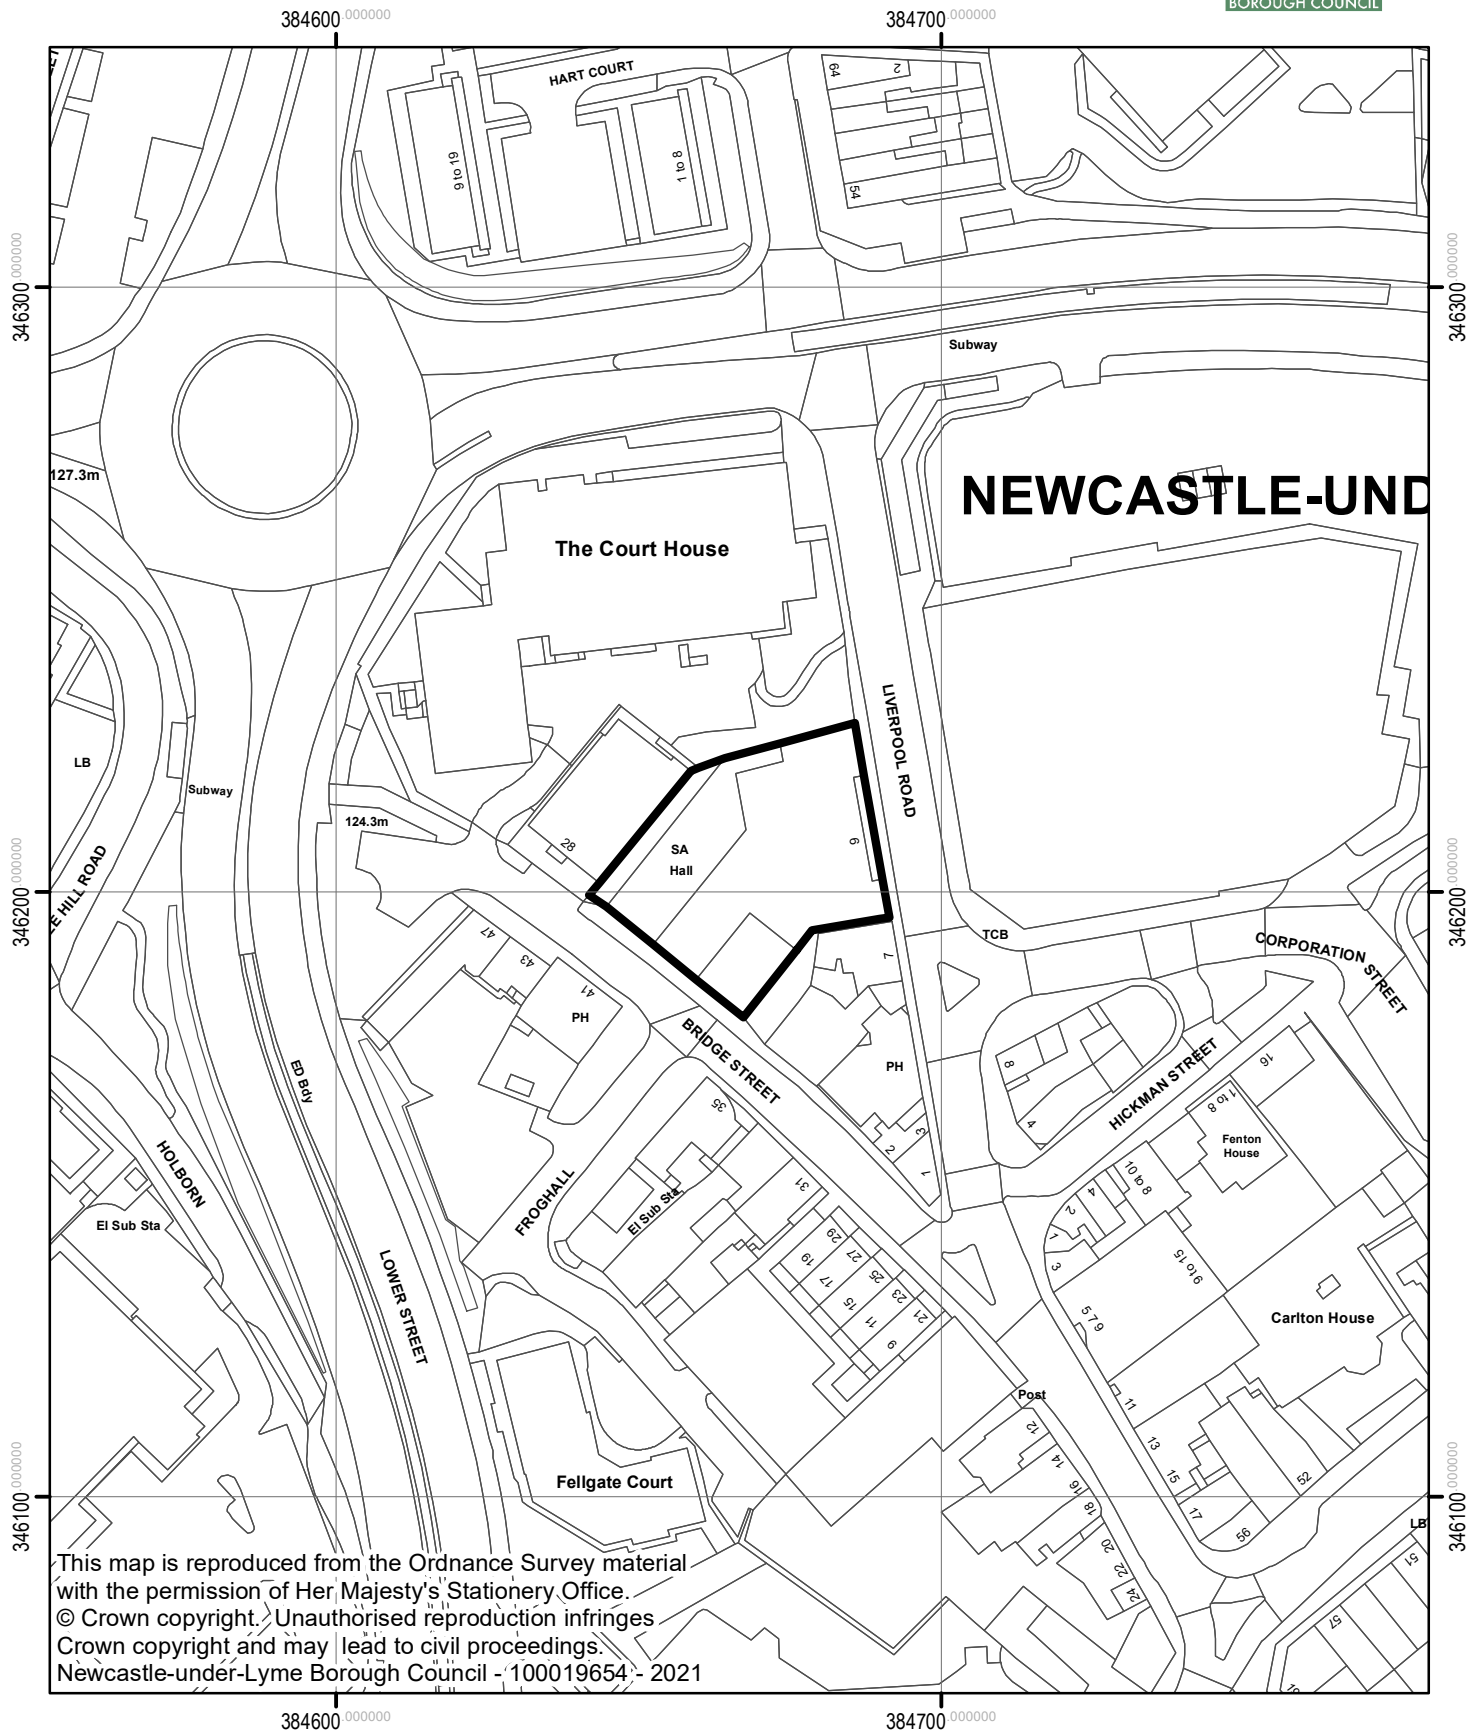 BOROUGH COUNCIL
384600.000000
384700.000000
HART COURT
64
2
9 to 19
1 to 8
54
346300.000000
346300.000000
Subway
127.3m
NEWCASTLE-UND
The Court House
LIVERPOOL ROAD
LB
Subway
124.3m
28
SA
Hall
9
E HILL ROAD
346200.000000
346200.000000
TCB
CORPORATION
STREET
47
43
41
PH
7
BRIDGE STREET
PH
8
HICKMAN STREET
16
ED Bdy
35
4
1 to 8
Fenton
House
3
2
1
HOLBORN
El Sub Sta
FROGHALL
El Sub Sta
31
10 to 8
4
2
1
3
29
27
25
23
21
19
17
15
11
9
9 to 15
LOWER STREET
5 7 9
Carlton House
Post
11
12
13
14
15
16
17
18
52
56
Fellgate Court
346100.000000
346100.000000
LB
51
20
22
24
57
This map is reproduced from the Ordnance Survey material
with the permission of Her Majesty's Stationery Office.
© Crown copyright. Unauthorised reproduction infringes
Crown copyright and may lead to civil proceedings.
Newcastle-under-Lyme Borough Council - 100019654 - 2021
384600.000000
384700.000000